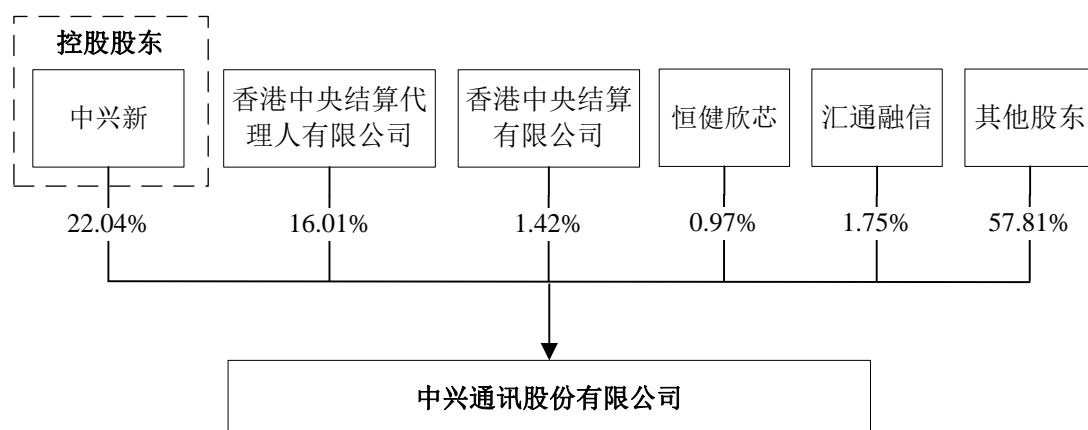 控股股东
中兴新
香港中央结算代
理人有限公司
香港中央结算
有限公司
恒健欣芯
汇通融信
其他股东
22.04%
16.01%
1.42%
0.97%
1.75%
57.81%
中兴通讯股份有限公司